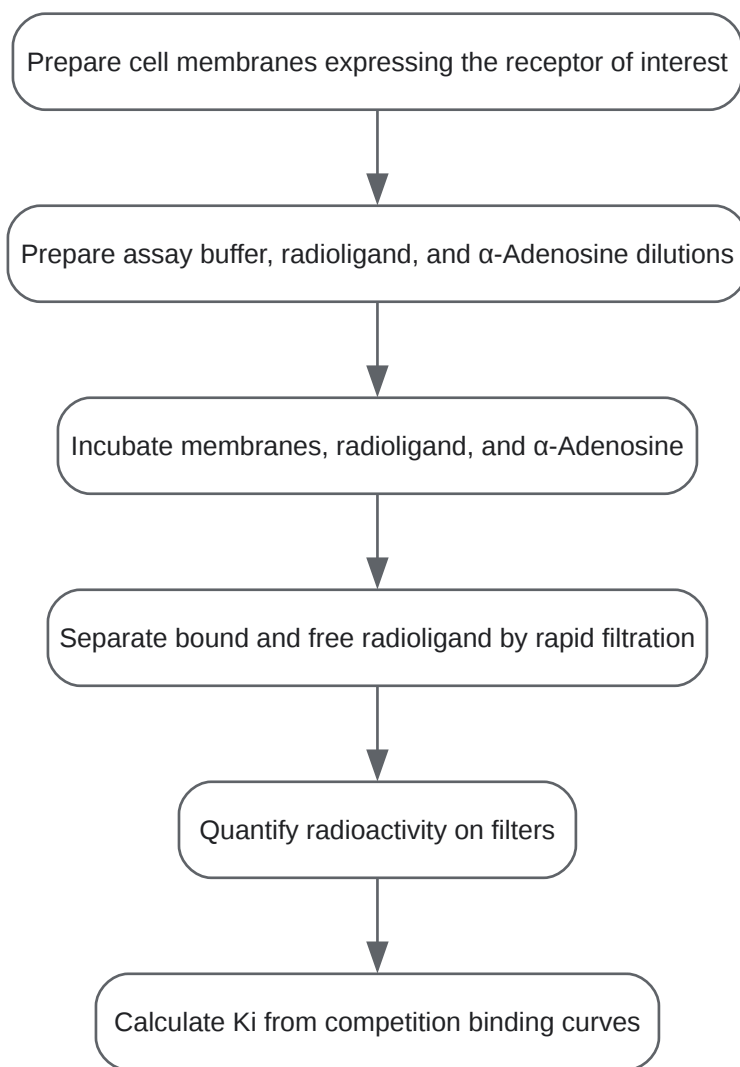 Prepare cell membranes expressing the receptor of interest
Prepare assay buffer, radioligand, and α-Adenosine dilutions
Incubate membranes, radioligand, and α-Adenosine
Separate bound and free radioligand by rapid filtration
Quantify radioactivity on filters
Calculate Ki from competition binding curves